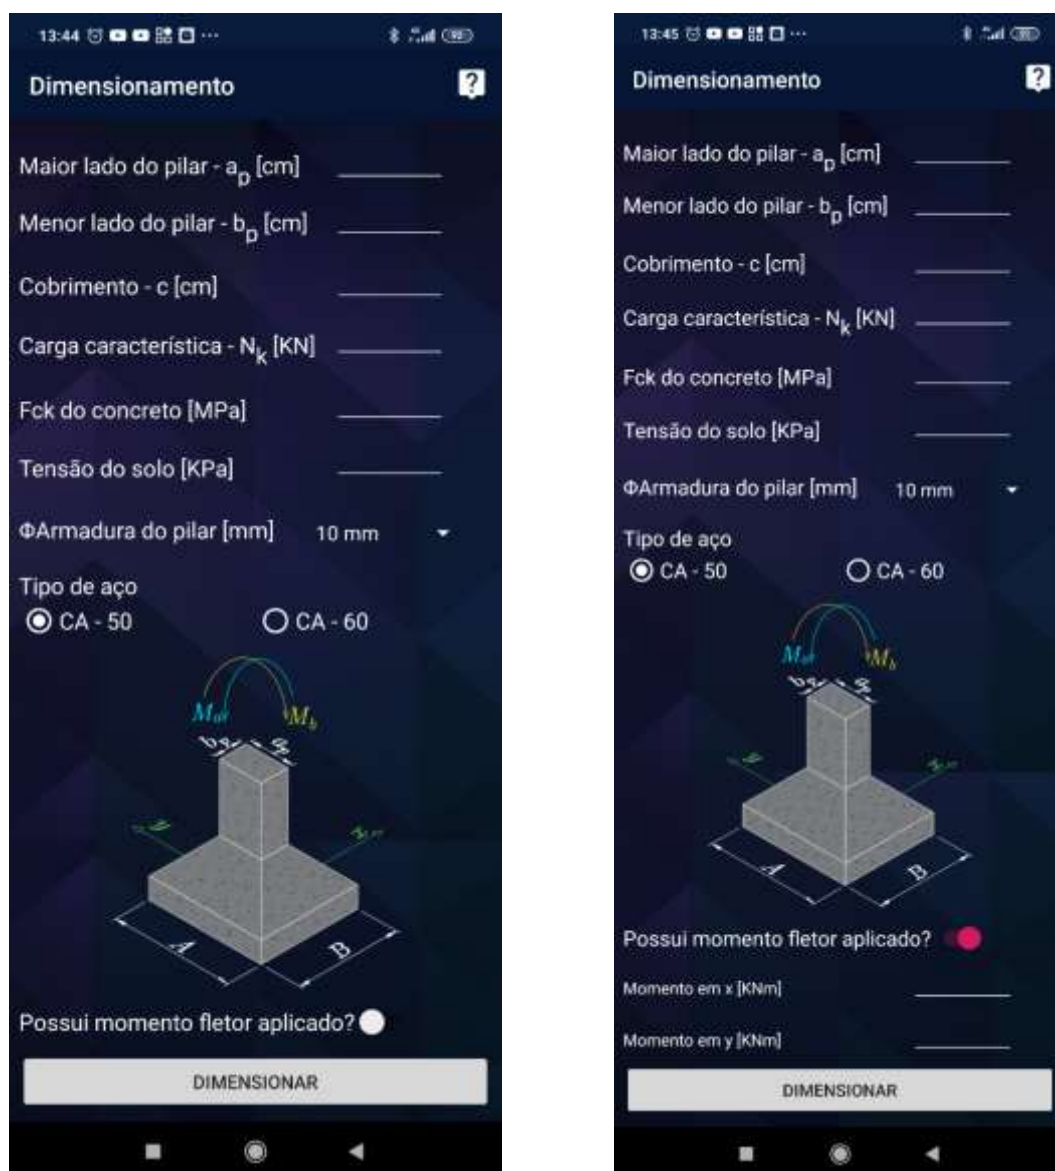 13:44
Dimensionamento
Maior lado do pilar - ap [cm]
Menor lado do pilar - bp [cm]
Cobrimento - c [cm]
Carga característica - Nk [KN]
Fck do concreto [MPa]
Tensão do solo [KPa]
ΦArmadura do pilar [mm] 10 mm
Tipo de aço
CA - 50 CA - 60
Mb
bp ap
A B
Possui momento fletor aplicado?
DIMENSIONAR
13:45
Dimensionamento
Maior lado do pilar - ap [cm]
Menor lado do pilar - bp [cm]
Cobrimento - c [cm]
Carga característica - Nk [KN]
Fck do concreto [MPa]
Tensão do solo [KPa]
ΦArmadura do pilar [mm] 10 mm
Tipo de aço
CA - 50 CA - 60
Mb
A B
Possui momento fletor aplicado?
Momento em x [KNm]
Momento em y [KNm]
DIMENSIONAR